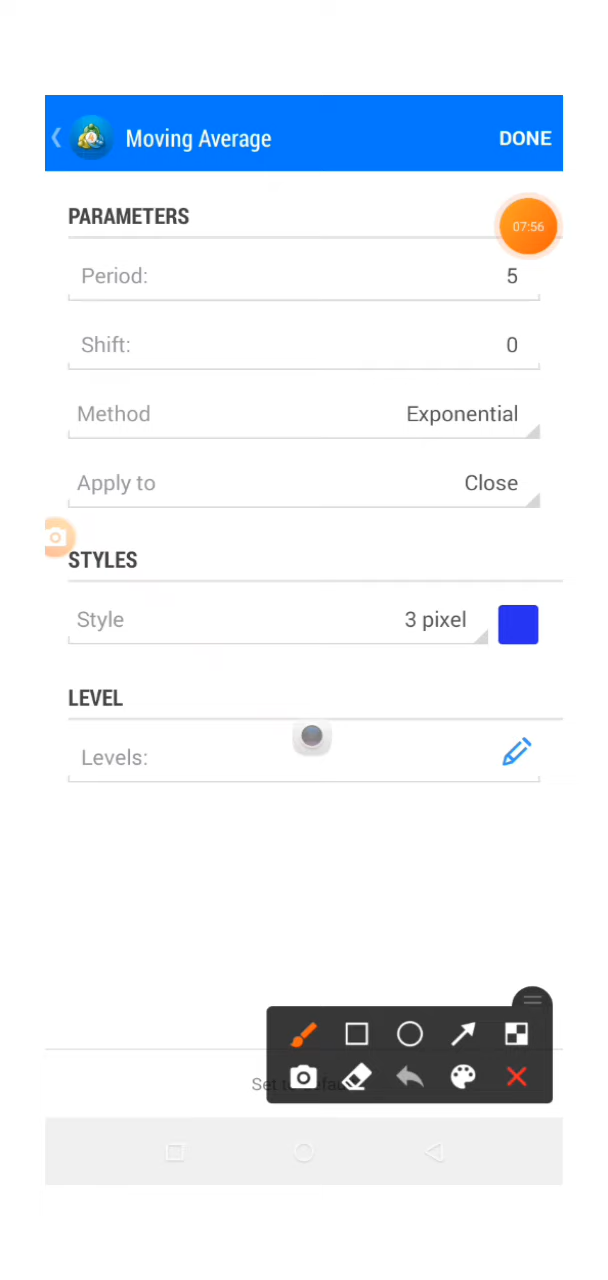 Moving Average DONE
PARAMETERS
07:56
Period: 5
Shift: 0
Method Exponential
Apply to Close
STYLES
Style 3 pixel
LEVEL
Levels: